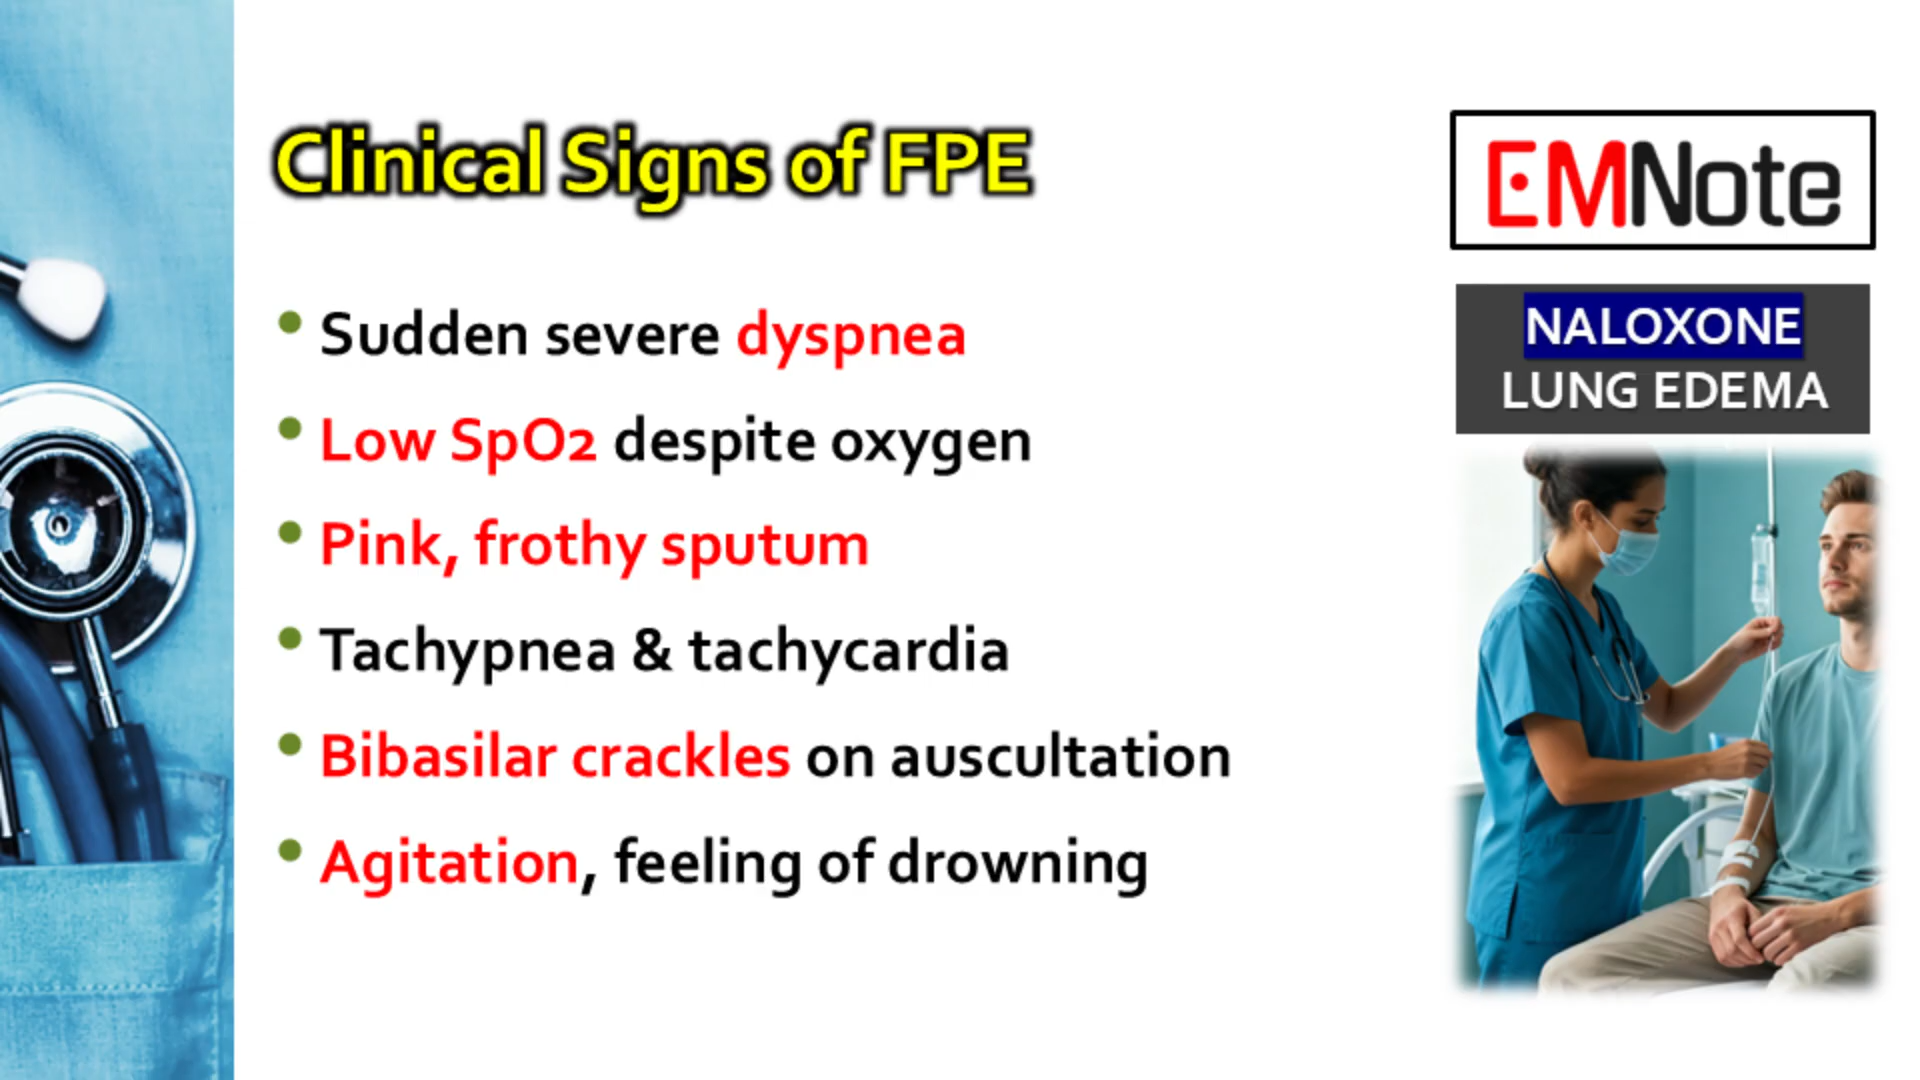 Clinical Signs of FPE
• Sudden severe dyspnea
• Low SpO2 despite oxygen
• Pink, frothy sputum
• Tachypnea & tachycardia
• Bibasilar crackles on auscultation
• Agitation, feeling of drowning
EMNote
NALOXONE
LUNG EDEMA